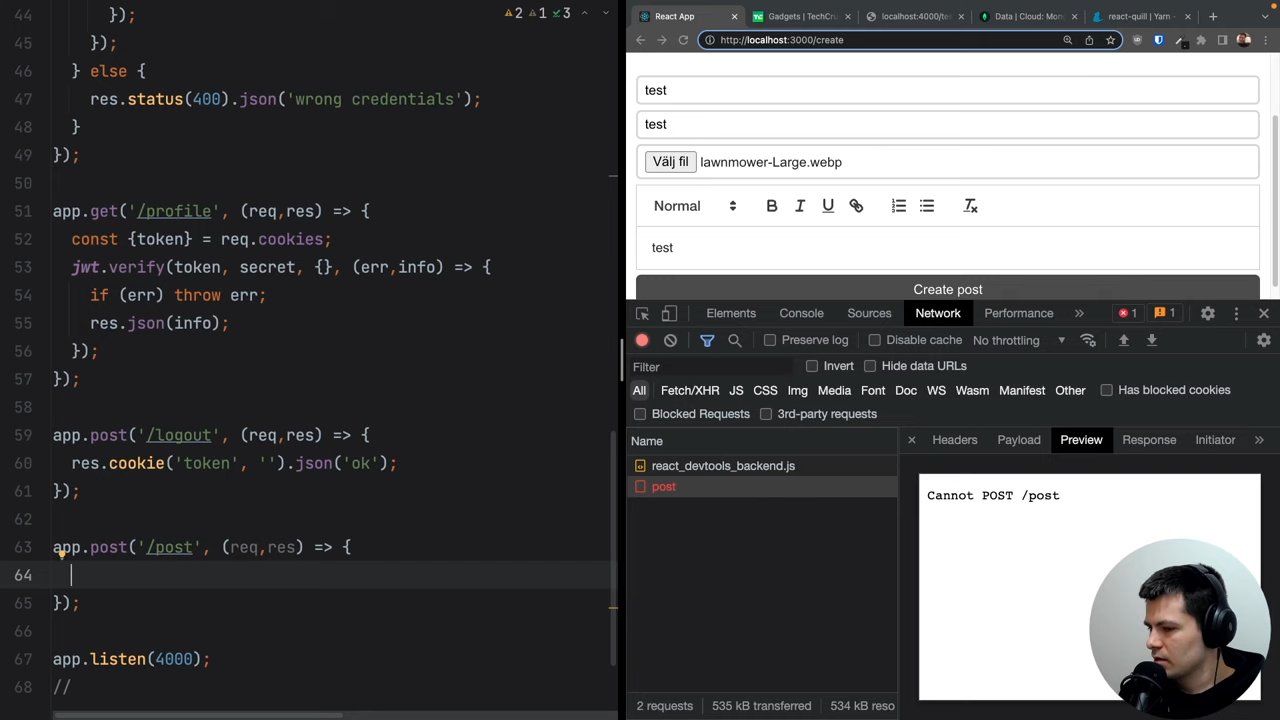 44 });
45 });
46 } else {
47 res.status(400).json('wrong credentials');
48 }
49 });
50
51 app.get('/profile', (req,res) => {
52 const {token} = req.cookies;
53 jwt.verify(token, secret, {}, (err,info) => {
54 if (err) throw err;
55 res.json(info);
56 });
57 });
58
59 app.post('/logout', (req,res) => {
60 res.cookie('token', '').json('ok');
61 });
62
63 app.post('/post', (req,res) => {
64
65 });
66
67 app.listen(4000);
68 //
2 1 3
React App
Gadgets | TechCru
localhost:4000/te
Data | Cloud: Mon
react-quill | Yarn -
http://localhost:3000/create
test
test
Välj fil lawnmower-Large.webp
Normal B I U
test
Create post
Elements Console Sources Network Performance 1 1
Preserve log Disable cache No throttling
Filter Invert Hide data URLs
All Fetch/XHR JS CSS Img Media Font Doc WS Wasm Manifest Other Has blocked cookies
Blocked Requests 3rd-party requests
Name
react_devtools_backend.js
post
2 requests 535 kB transferred 534 kB reso
Headers Payload Preview Response Initiator
Cannot POST /post